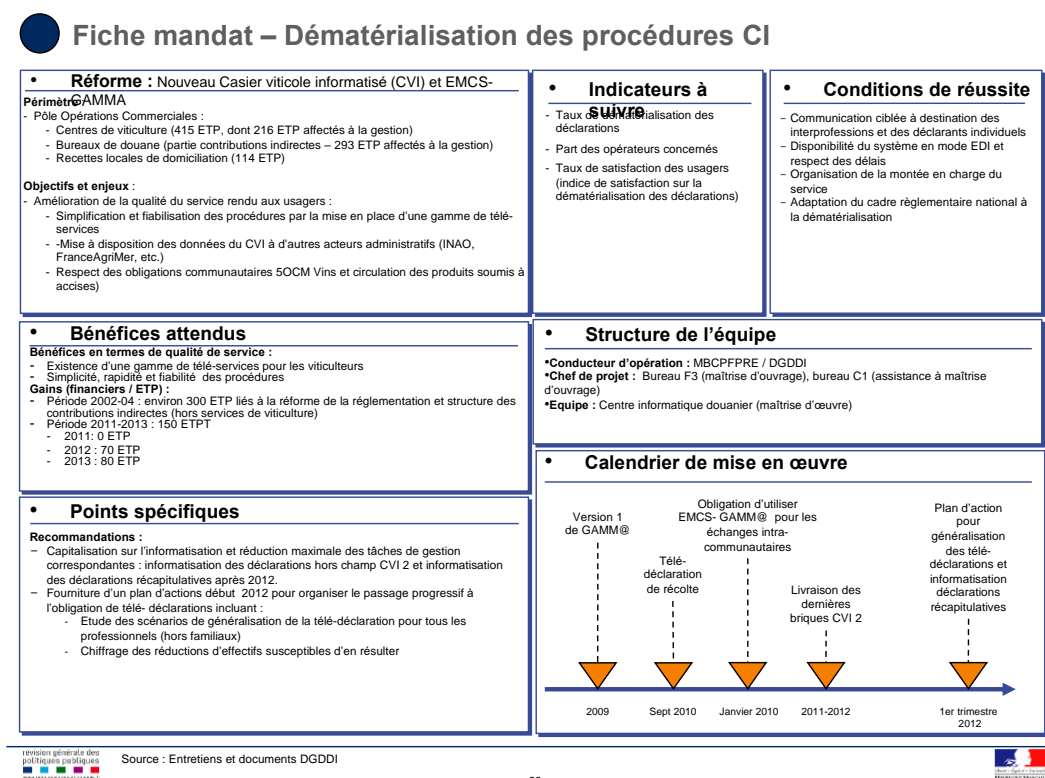 Fiche mandat – Dématérialisation des procédures CI
• Réforme : Nouveau Casier viticole informatisé (CVI) et EMCS-
GAMMA
Périmètre
- Pôle Opérations Commerciales :
- Centres de viticulture (415 ETP, dont 216 ETP affectés à la gestion)
- Bureaux de douane (partie contributions indirectes – 293 ETP affectés à la gestion)
- Recettes locales de domiciliation (114 ETP)
Objectifs et enjeux :
- Amélioration de la qualité du service rendu aux usagers :
- Simplification et fiabilisation des procédures par la mise en place d'une gamme de télé-
services
- -Mise à disposition des données du CVI à d'autres acteurs administratifs (INAO,
FranceAgriMer, etc.)
- Respect des obligations communautaires 5OCM Vins et circulation des produits soumis à
accises)
• Indicateurs à
suivre
- Taux de dématérialisation des
déclarations
- Part des opérateurs concernés
- Taux de satisfaction des usagers
(indice de satisfaction sur la
dématérialisation des déclarations)
• Conditions de réussite
– Communication ciblée à destination des
interprofessions et des déclarants individuels
– Disponibilité du système en mode EDI et
respect des délais
– Organisation de la montée en charge du
service
– Adaptation du cadre règlementaire national à
la dématérialisation
• Bénéfices attendus
Bénéfices en termes de qualité de service :
- Existence d'une gamme de télé-services pour les viticulteurs
- Simplicité, rapidité et fiabilité des procédures
Gains (financiers / ETP) :
- Période 2002-04 : environ 300 ETP liés à la réforme de la réglementation et structure des
contributions indirectes (hors services de viticulture)
- Période 2011-2013 : 150 ETPT
- 2011: 0 ETP
- 2012 : 70 ETP
- 2013 : 80 ETP
• Structure de l'équipe
•Conducteur d'opération : MBCPFPRE / DGDDI
•Chef de projet : Bureau F3 (maîtrise d'ouvrage), bureau C1 (assistance à maîtrise
d'ouvrage)
•Equipe : Centre informatique douanier (maîtrise d'œuvre)
• Points spécifiques
Recommandations :
– Capitalisation sur l'informatisation et réduction maximale des tâches de gestion
correspondantes : informatisation des déclarations hors champ CVI 2 et informatisation
des déclarations récapitulatives après 2012.
– Fourniture d'un plan d'actions début 2012 pour organiser le passage progressif à
l'obligation de télé- déclarations incluant :
- Etude des scénarios de généralisation de la télé-déclaration pour tous les
professionnels (hors familiaux)
- Chiffrage des réductions d'effectifs susceptibles d'en résulter
• Calendrier de mise en œuvre
Version 1
de GAMM@
Télé-
déclaration
de récolte
Obligation d'utiliser
EMCS- GAMM@ pour les
échanges intra-
communautaires
Livraison des
dernières
briques CVI 2
Plan d'action
pour
généralisation
des télé-
déclarations et
informatisation
déclarations
récapitulatives
2009
Sept 2010
Janvier 2010
2011-2012
1er trimestre
2012
révision générale des
politiques publiques
Source : Entretiens et documents DGDDI